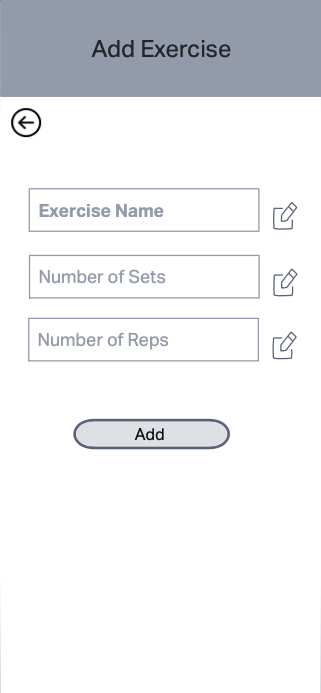 Add Exercise
Exercise Name
Number of Sets
Number of Reps
Add